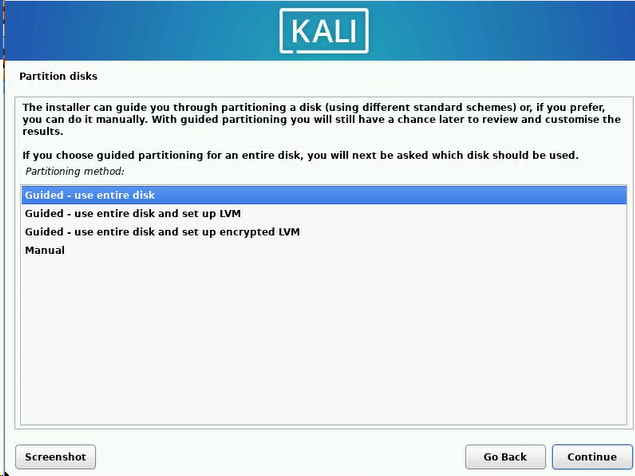 KALI
Partition disks
The installer can guide you through partitioning a disk (using different standard schemes) or, if you prefer,
you can do it manually. With guided partitioning you will still have a chance later to review and customise the
results.
If you choose guided partitioning for an entire disk, you will next be asked which disk should be used.
Partitioning method:
Guided - use entire disk
Guided - use entire disk and set up LVM
Guided - use entire disk and set up encrypted LVM
Manual
Screenshot
Go Back
Continue